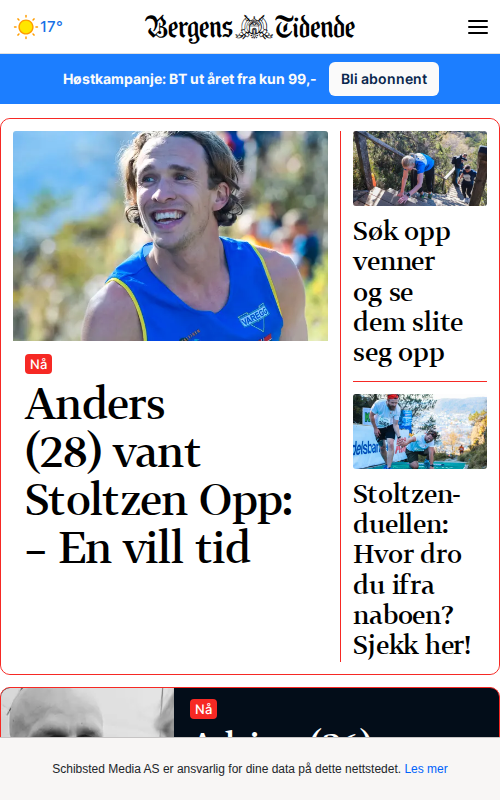 17°
Bergens Tidende
Høstkampanje: BT ut året fra kun 99,-
Bli abonnent
VAREGG
Nå
Anders
(28) vant
Stoltzen Opp:
– En vill tid
Søk opp
venner
og se
dem slite
seg opp
Stoltzen-
duellen:
Hvor dro
du ifra
naboen?
Sjekk her!
Nå
Schibsted Media AS er ansvarlig for dine data på dette nettstedet. Les mer